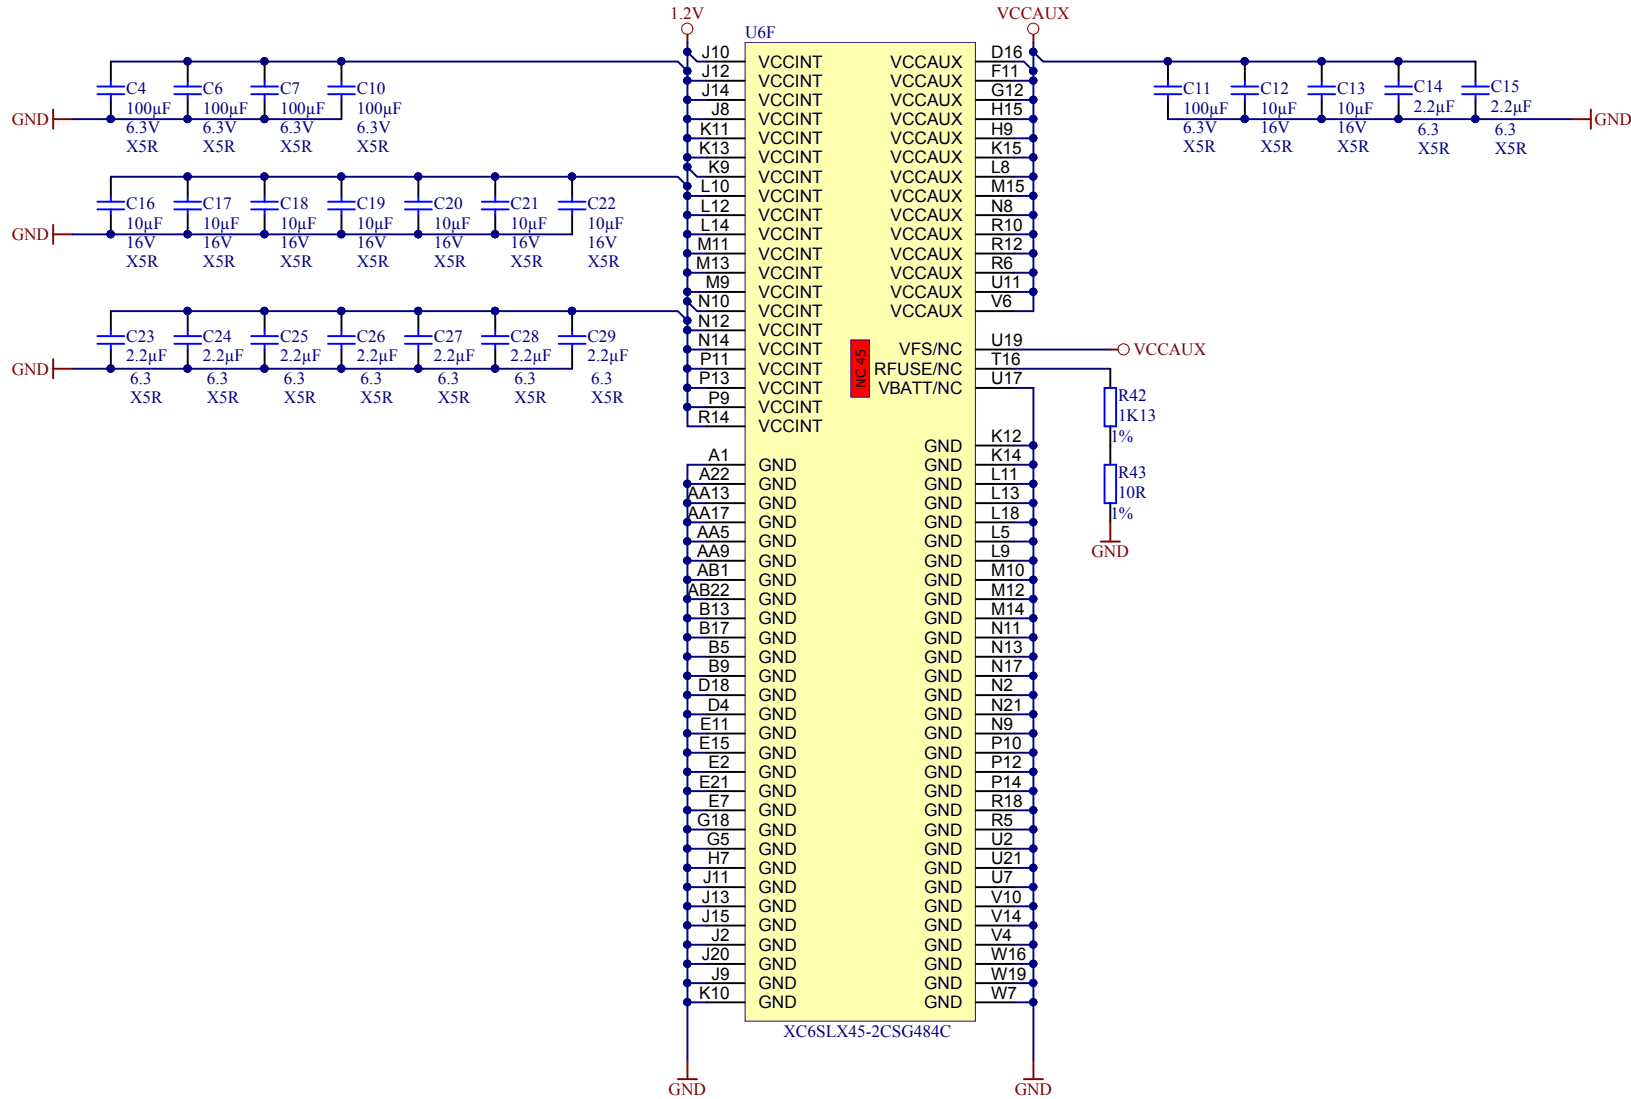 1.2V
VCCAUX
U6F
J10 VCCINT VCCAUX D16
J12 VCCINT VCCAUX F11
J14 VCCINT VCCAUX G12
J8 VCCINT VCCAUX H15
K11 VCCINT VCCAUX H9
K13 VCCINT VCCAUX K15
K9 VCCINT VCCAUX L8
L10 VCCINT VCCAUX M15
L12 VCCINT VCCAUX N8
L14 VCCINT VCCAUX R10
M11 VCCINT VCCAUX R12
M13 VCCINT VCCAUX R6
M9 VCCINT VCCAUX U11
N10 VCCINT VCCAUX V6
N12 VCCINT
N14 VCCINT VFS/NC U19 VCCAUX
P11 VCCINT RFUSE/NC T16
P13 VCCINT VBATT/NC U17
P9 VCCINT
R14 VCCINT
NC 45
GND K12
A1 GND GND K14
A22 GND GND L11
AA13 GND GND L13
AA17 GND GND L18
AA5 GND GND L5
AA9 GND GND L9
AB1 GND GND M10
AB22 GND GND M12
B13 GND GND M14
B17 GND GND N11
B5 GND GND N13
B9 GND GND N17
D18 GND GND N2
D4 GND GND N21
E11 GND GND N9
E15 GND GND P10
E2 GND GND P12
E21 GND GND P14
E7 GND GND R18
G18 GND GND R5
G5 GND GND U2
H7 GND GND U21
J11 GND GND U7
J13 GND GND V10
J15 GND GND V14
J2 GND GND V4
J20 GND GND W16
J9 GND GND W19
K10 GND GND W7
XC6SLX45-2CSG484C
GND
GND
C4 C6 C7 C10
100µF 100µF 100µF 100µF
GND
6.3V 6.3V 6.3V 6.3V
X5R X5R X5R X5R
C16 C17 C18 C19 C20 C21 C22
10µF 10µF 10µF 10µF 10µF 10µF 10µF
GND
16V 16V 16V 16V 16V 16V 16V
X5R X5R X5R X5R X5R X5R X5R
C23 C24 C25 C26 C27 C28 C29
2.2µF 2.2µF 2.2µF 2.2µF 2.2µF 2.2µF 2.2µF
GND
6.3 6.3 6.3 6.3 6.3 6.3 6.3
X5R X5R X5R X5R X5R X5R X5R
C11 C12 C13 C14 C15
100µF 10µF 10µF 2.2µF 2.2µF
GND
6.3V 16V 16V 6.3 6.3
X5R X5R X5R X5R X5R
R42
1K13
1%
R43
10R
1%
GND